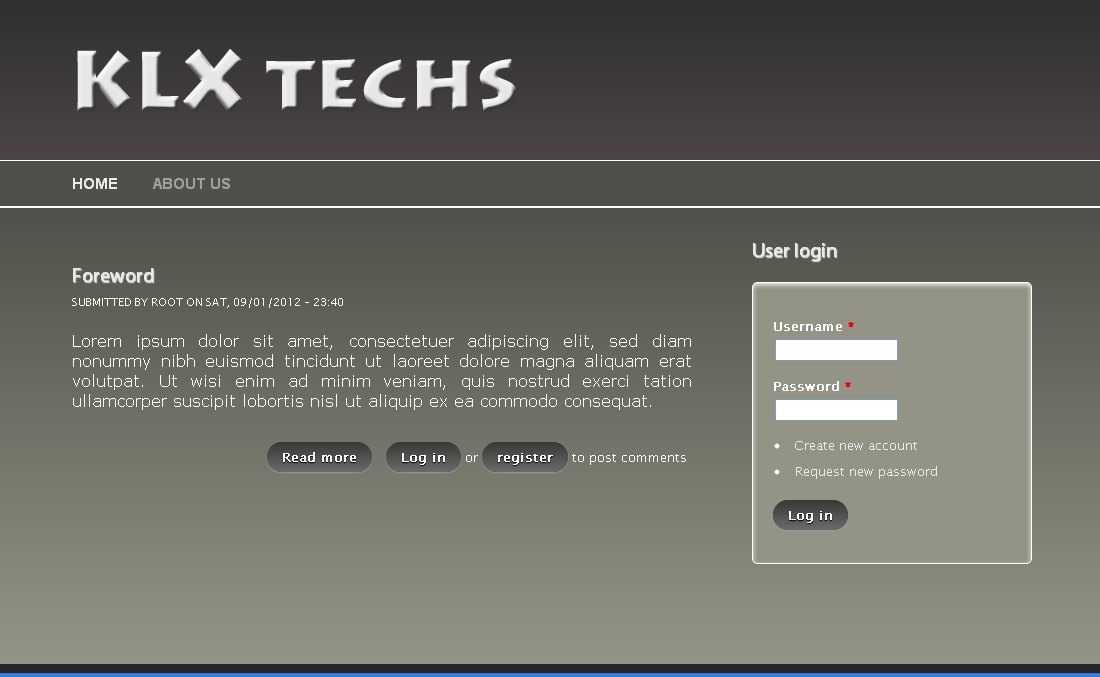 KLX TECHS
HOME ABOUT US
Foreword
SUBMITTED BY ROOT ON SAT, 09/01/2012 - 23:40
Lorem ipsum dolor sit amet, consectetuer adipiscing elit, sed diam
nonummy nibh euismod tincidunt ut laoreet dolore magna aliquam erat
volutpat. Ut wisi enim ad minim veniam, quis nostrud exerci tation
ullamcorper suscipit lobortis nisl ut aliquip ex ea commodo consequat.
Read more Log in or register to post comments
User login
Username *
Password *
• Create new account
• Request new password
Log in